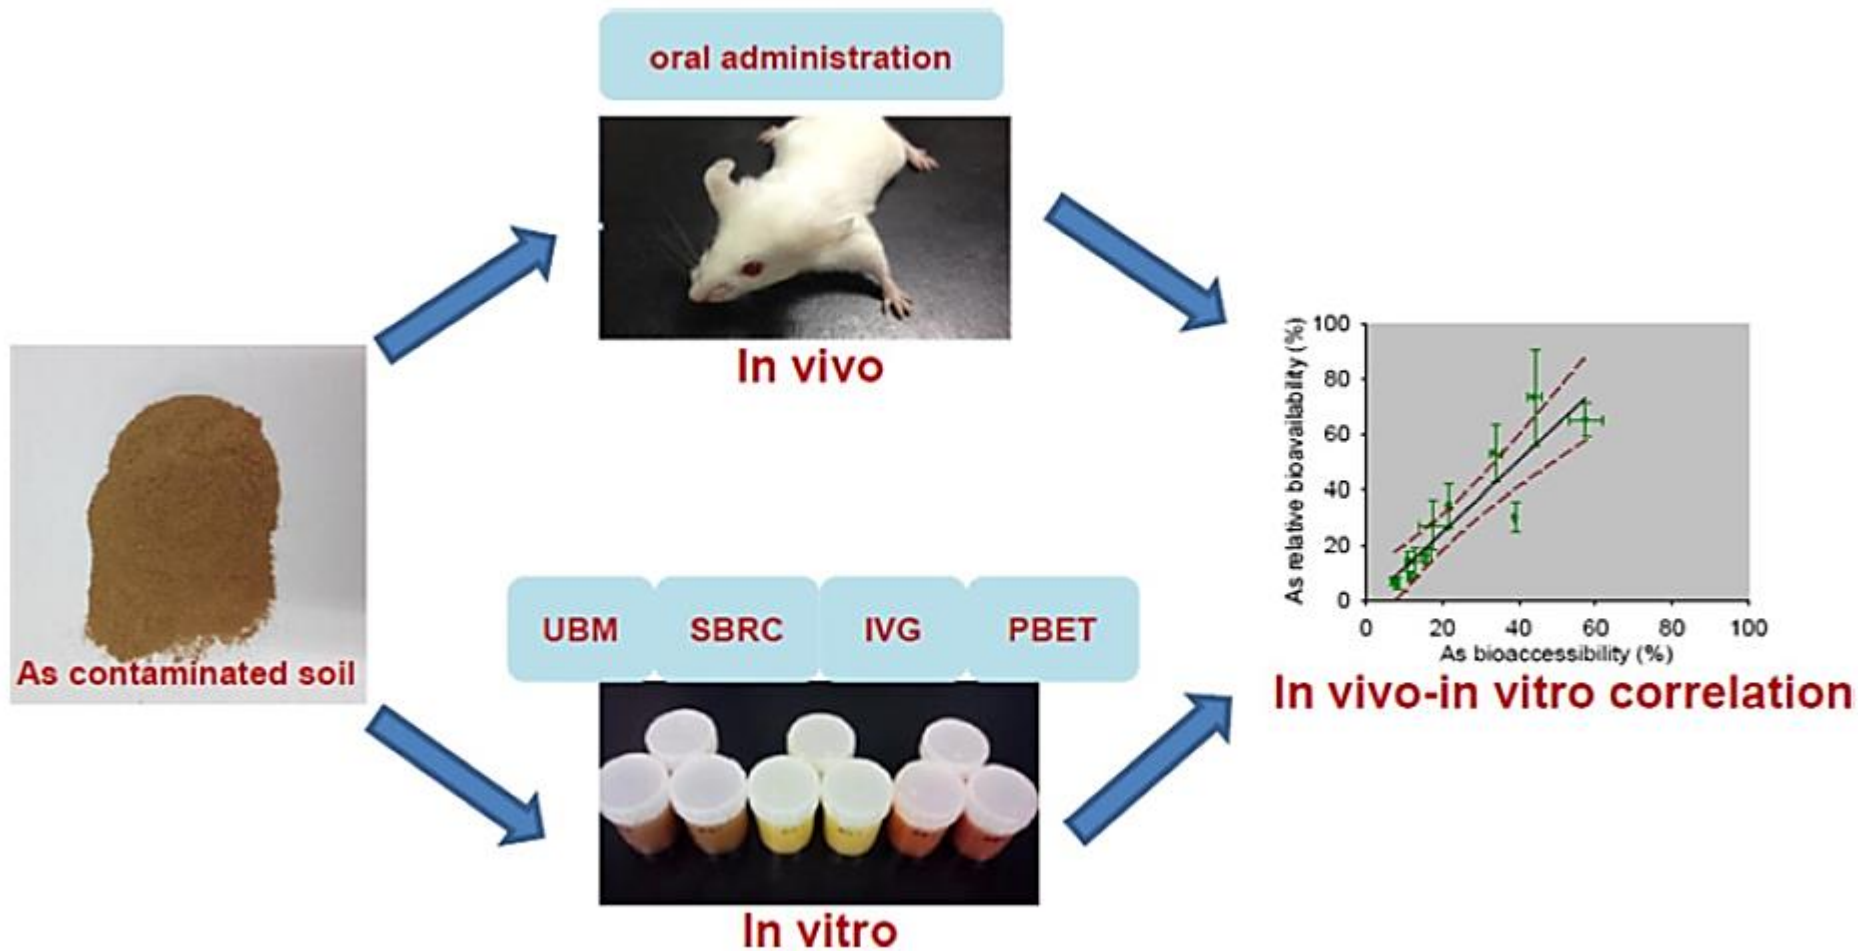 oral administration
In vivo
As contaminated soil
UBM SBRC IVG PBET
In vitro
As relative bioavailability (%)
100
80
60
40
20
0
0 20 40 60 80 100
As bioaccessibility (%)
In vivo-in vitro correlation